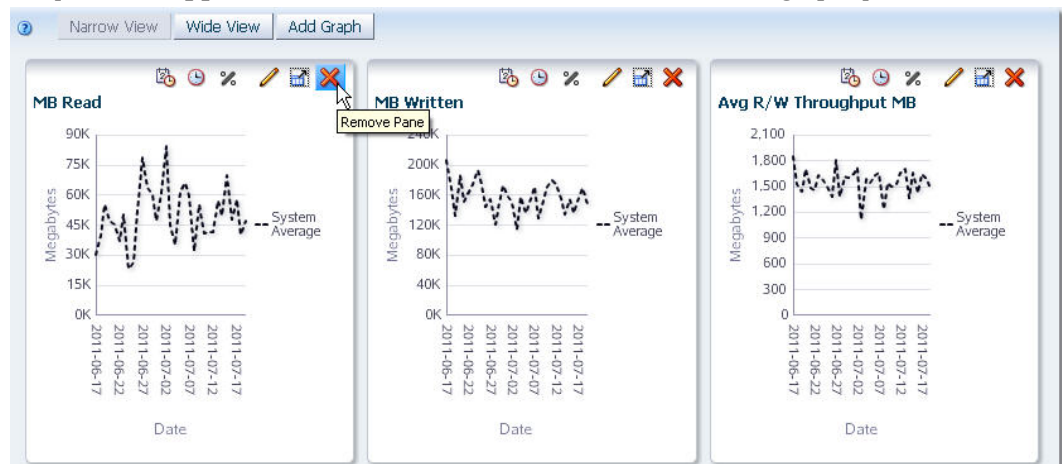 Narrow View Wide View Add Graph
MB Read
Remove Pane
90K
75K
60K
45K
30K
15K
0K
Megabytes
System
Average
2011-06-17
2011-06-22
2011-06-27
2011-07-02
2011-07-07
2011-07-12
2011-07-17
Date
MB Written
240K
200K
160K
120K
80K
40K
0K
Megabytes
System
Average
2011-06-17
2011-06-22
2011-06-27
2011-07-02
2011-07-07
2011-07-12
2011-07-17
Date
Avg R/W Throughput MB
2,100
1,800
1,500
1,200
900
600
300
0
Megabytes
System
Average
2011-06-17
2011-06-22
2011-06-27
2011-07-02
2011-07-07
2011-07-12
2011-07-17
Date